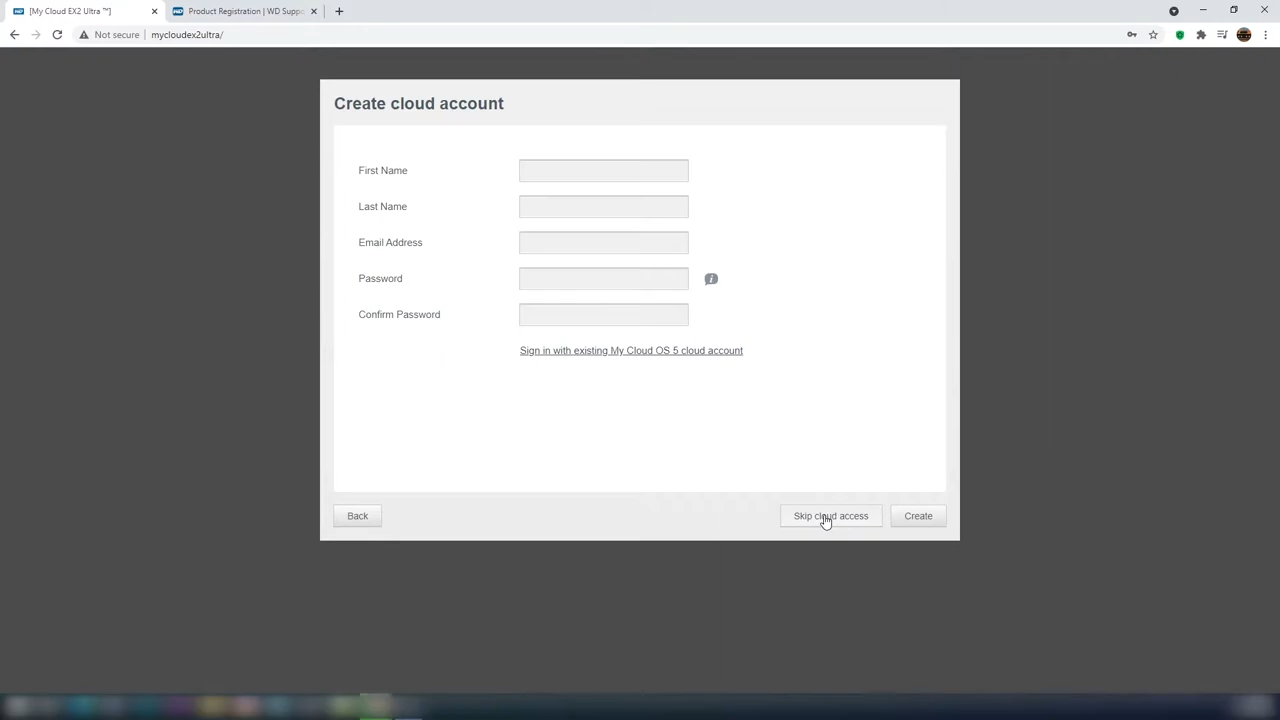 [My Cloud EX2 Ultra ™]
Product Registration | WD Suppo
Not secure
mycloudex2ultra/
Create cloud account
First Name
Last Name
Email Address
Password
Confirm Password
Sign in with existing My Cloud OS 5 cloud account
Back
Skip cloud access
Create